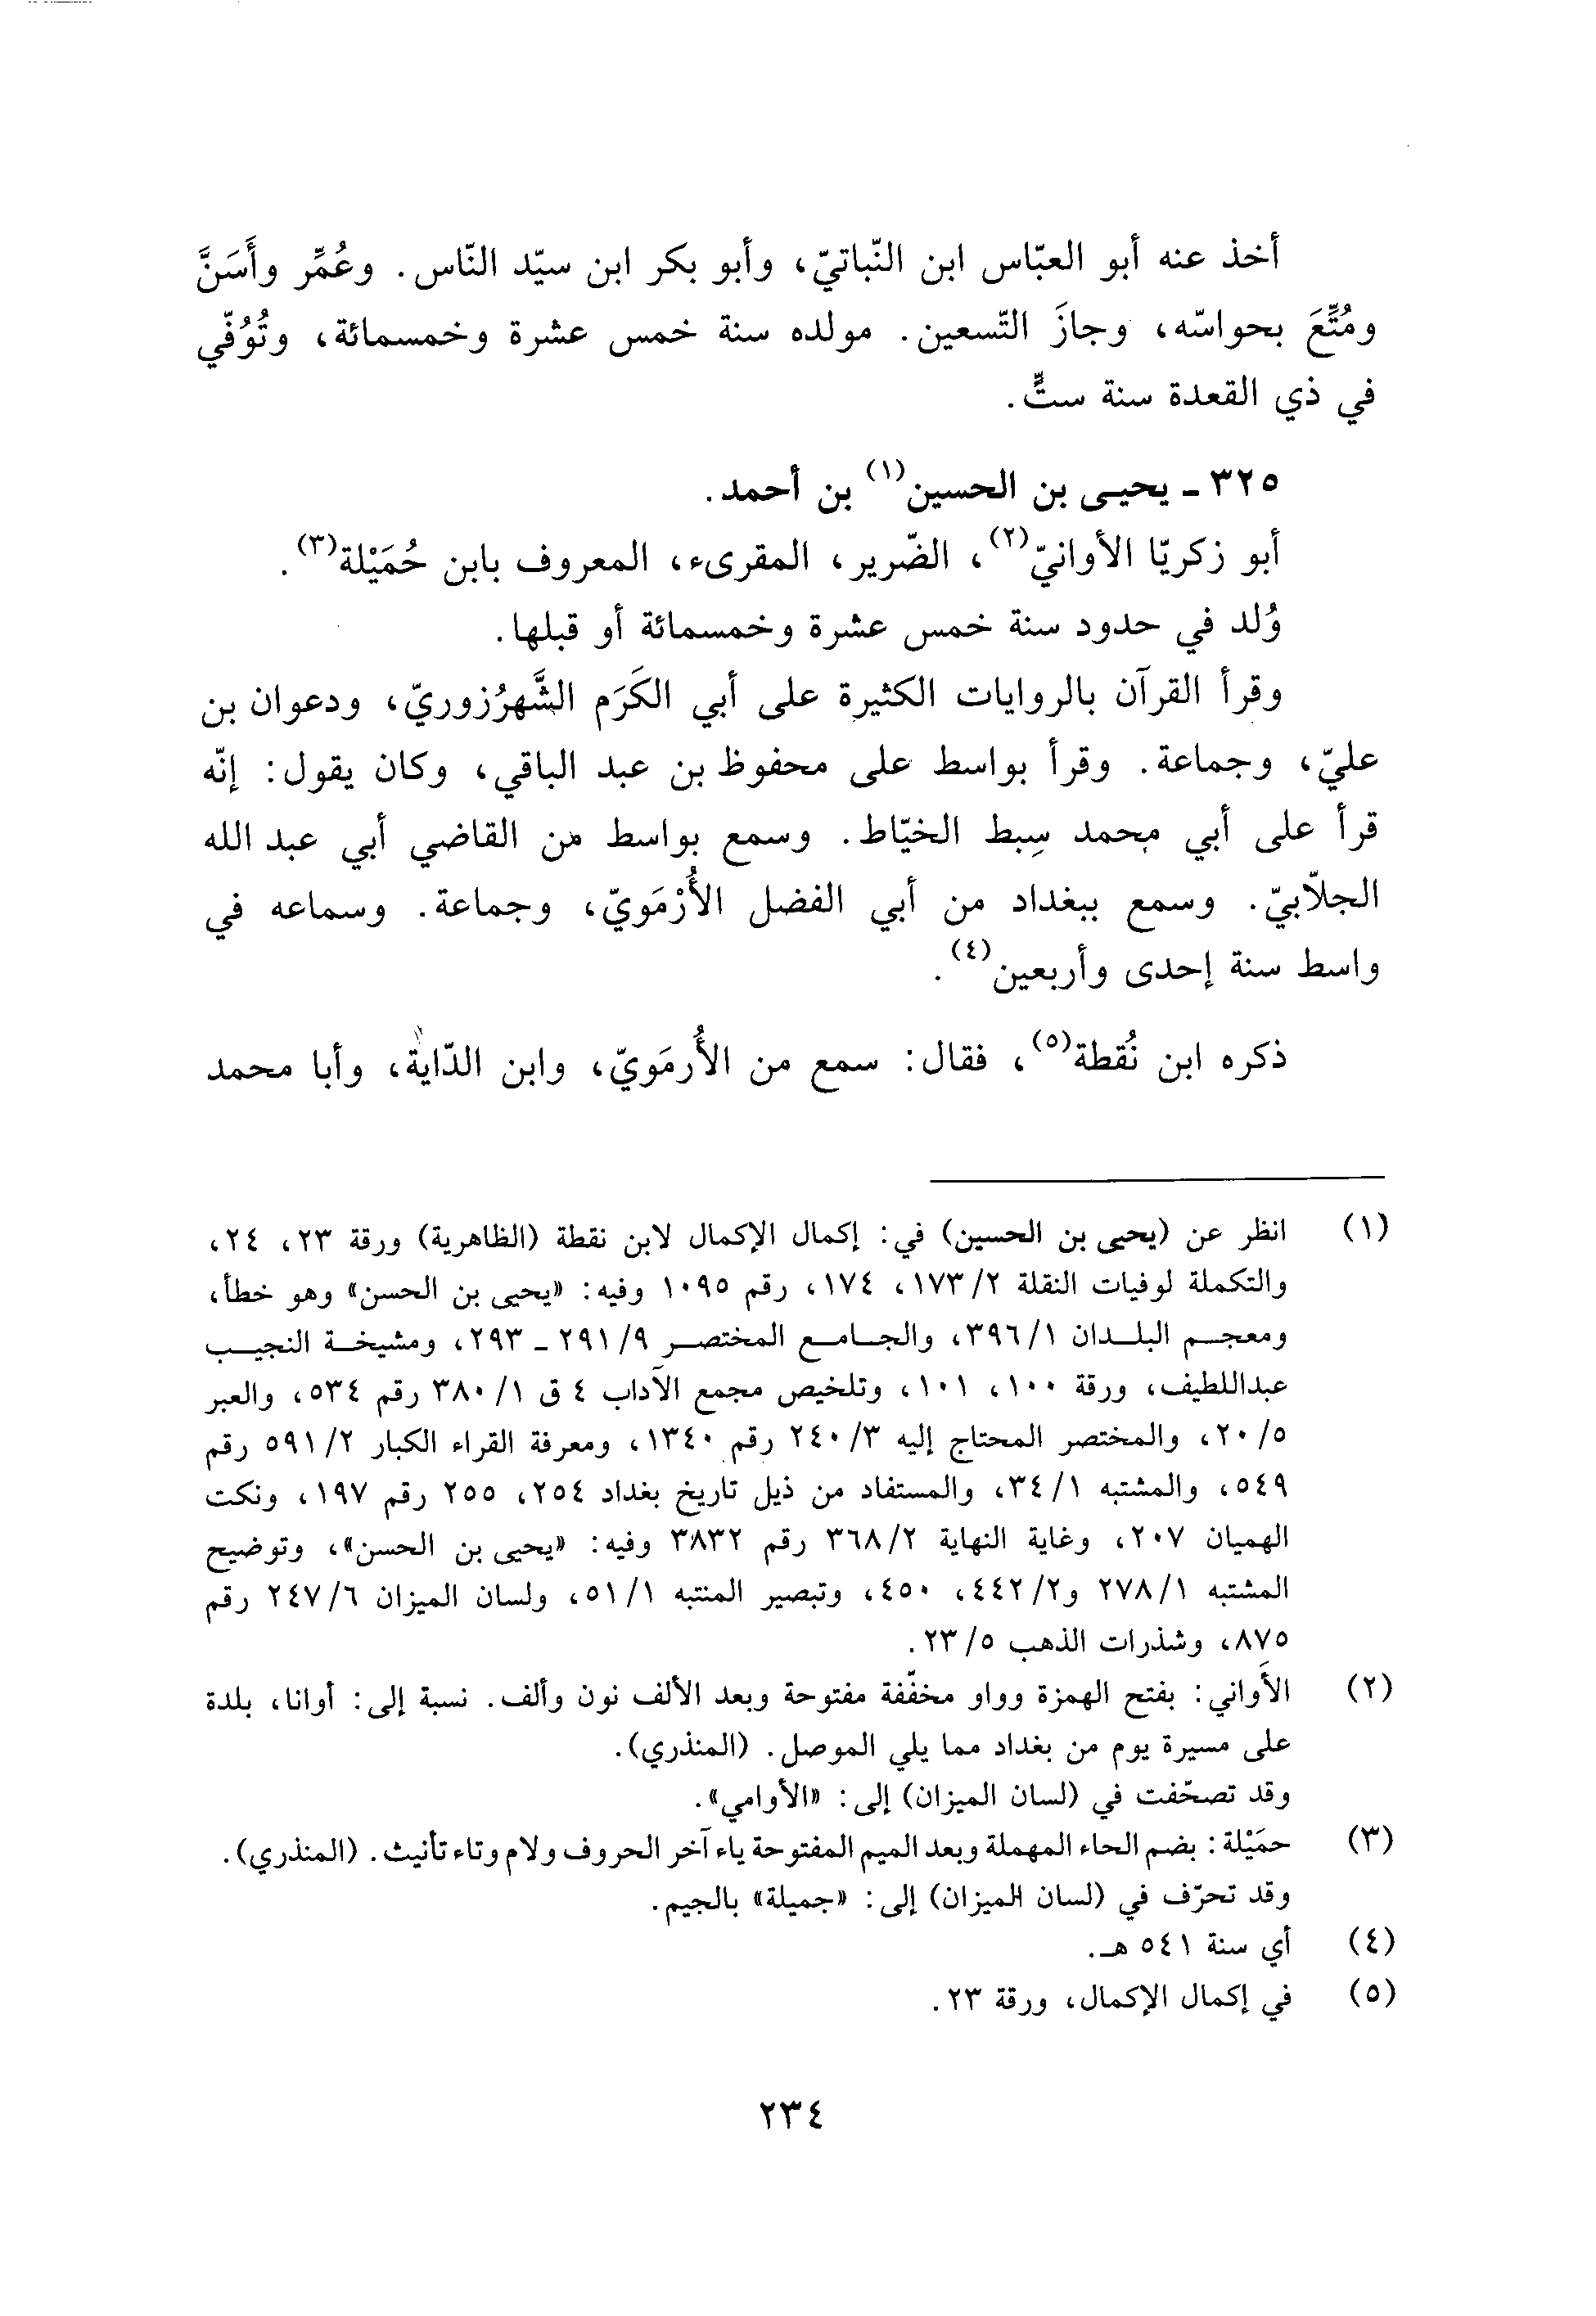 أخذ عنه أبو العبّاس ابن النّباتيّ، وأبو بكر ابن سيّد النّاس. وعُمِّر وأَسَنَّ
ومُتِّعَ بحواسّه، وجازَ التّسعين. مولده سنة خمس عشرة وخمسمائة، وتُوُفّي
في ذي القعدة سنة ستٍّ.
٣٢٥ ـ يحيـى بن الحسين(١) بن أحمد.
أبو زكريّا الأوانيّ(٢)، الضّرير، المقرىء، المعروف بابن حُمَيْلة(٣).
وُلد في حدود سنة خمس عشرة وخمسمائة أو قبلها.
وقرأ القرآن بالروايات الكثيرة على أبي الكَرَم الشَّهرُزوريّ، ودعوان بن
عليّ، وجماعة. وقرأ بواسط على محفوظ بن عبد الباقي، وكان يقول: إنّه
قرأ على أبي محمد سِبط الخيّاط. وسمع بواسط من القاضي أبي عبد الله
الجلاّبيّ. وسمع ببغداد من أبي الفضل الأُرْمَويّ، وجماعة. وسماعه في
واسط سنة إحدى وأربعين(٤).
ذكره ابن نُقطة(٥)، فقال: سمع من الأُرمَويّ، وابن الدّاية، وأبا محمد
(١) انظر عن (يحيى بن الحسين) في: إكمال الإكمال لابن نقطة (الظاهرية) ورقة ٢٣، ٢٤،
والتكملة لوفيات النقلة ٢/ ١٧٣، ١٧٤، رقم ١٠٩٥ وفيه: «يحيى بن الحسن» وهو خطأ،
ومعجـم البلـدان ١/ ٣٩٦، والجـامـع المختصـر ٩/ ٢٩١ ـ ٢٩٣، ومشيخـة النجيـب
عبداللطيف، ورقة ١٠٠، ١٠١، وتلخيص مجمع الآداب ٤ ق ١/ ٣٨٠ رقم ٥٣٤، والعبر
٥/ ٢٠، والمختصر المحتاج إليه ٣/ ٢٤٠ رقم ١٣٤٠، ومعرفة القراء الكبار ٢/ ٥٩١ رقم
٥٤٩، والمشتبه ١/ ٣٤، والمستفاد من ذيل تاريخ بغداد ٢٥٤، ٢٥٥ رقم ١٩٧، ونكت
الهميان ٢٠٧، وغاية النهاية ٢/ ٣٦٨ رقم ٣٨٣٢ وفيه: «يحيى بن الحسن»، وتوضيح
المشتبه ١/ ٢٧٨ و٢/ ٤٤٢، ٤٥٠، وتبصير المنتبه ١/ ٥١، ولسان الميزان ٦/ ٢٤٧ رقم
٨٧٥، وشذرات الذهب ٥/ ٢٣.
(٢) الأَواني: بفتح الهمزة وواو مخفّفة مفتوحة وبعد الألف نون وألف. نسبة إلى: أوانا، بلدة
على مسيرة يوم من بغداد مما يلي الموصل. (المنذري).
وقد تصحّفت في (لسان الميزان) إلى: «الأوامي».
(٣) حمَيْلة: بضم الحاء المهملة وبعد الميم المفتوحة ياء آخر الحروف ولام وتاء تأنيث. (المنذري).
وقد تحرّف في (لسان الميزان) إلى: «جميلة» بالجيم.
(٤) أي سنة ٥٤١ هـ.
(٥) في إكمال الإكمال، ورقة ٢٣.
٢٣٤